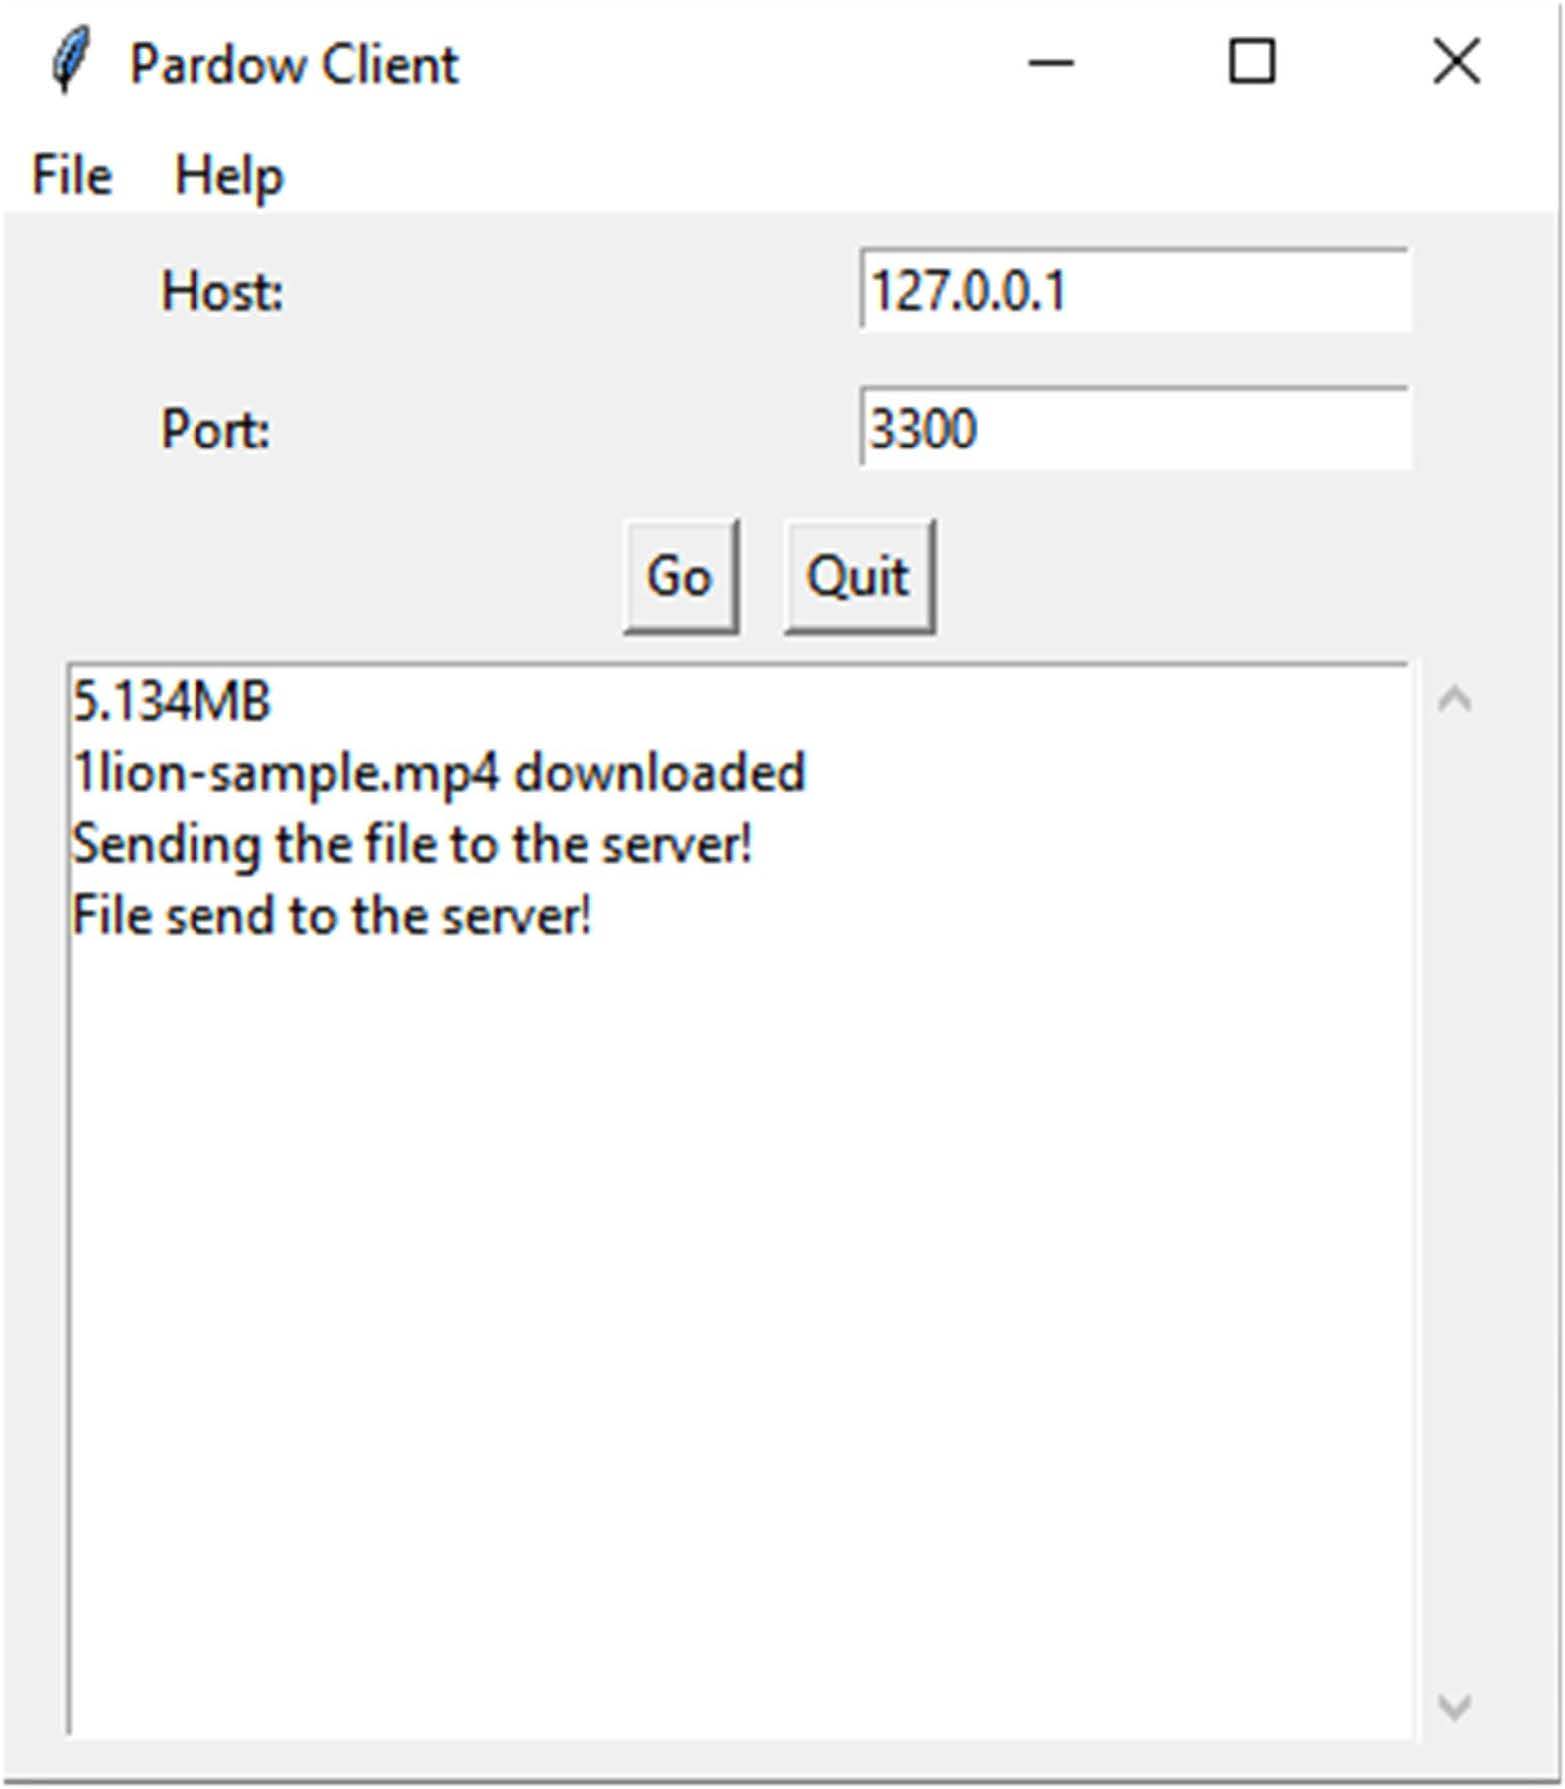 Pardow Client
File Help
Host: 127.0.0.1
Port: 3300
Go Quit
5.134MB
1lion-sample.mp4 downloaded
Sending the file to the server!
File send to the server!